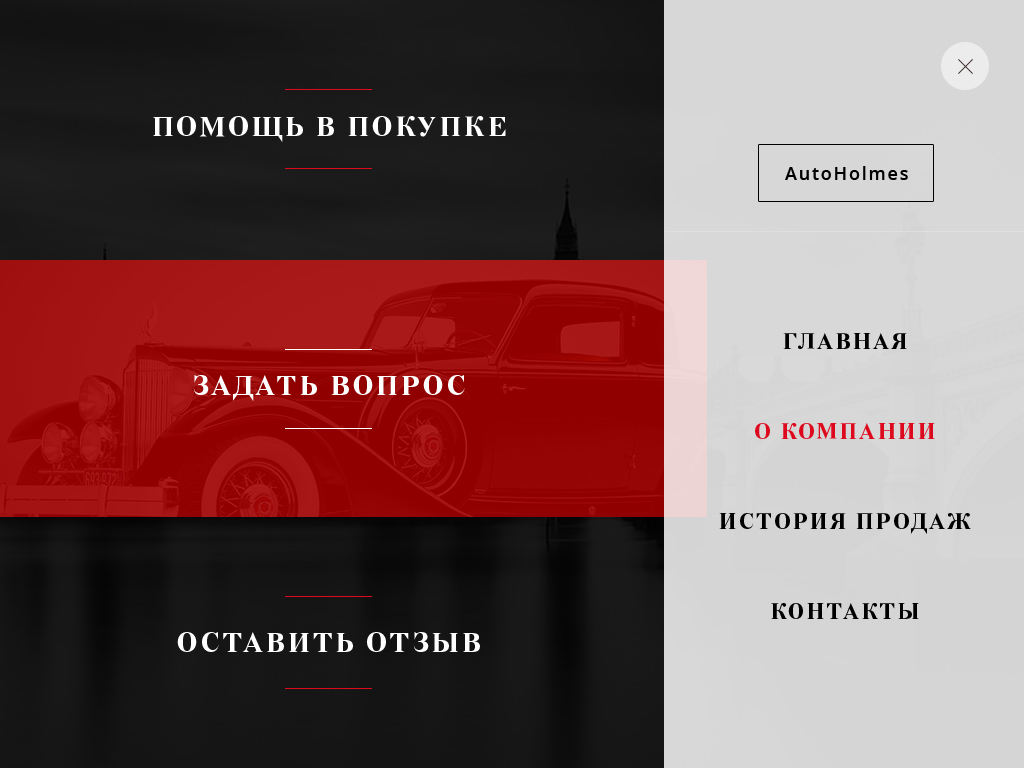 ПОМОЩЬ В ПОКУПКЕ
ЗАДАТЬ ВОПРОС
ОСТАВИТЬ ОТЗЫВ
AutoHolmes
ГЛАВНАЯ
О КОМПАНИИ
ИСТОРИЯ ПРОДАЖ
КОНТАКТЫ